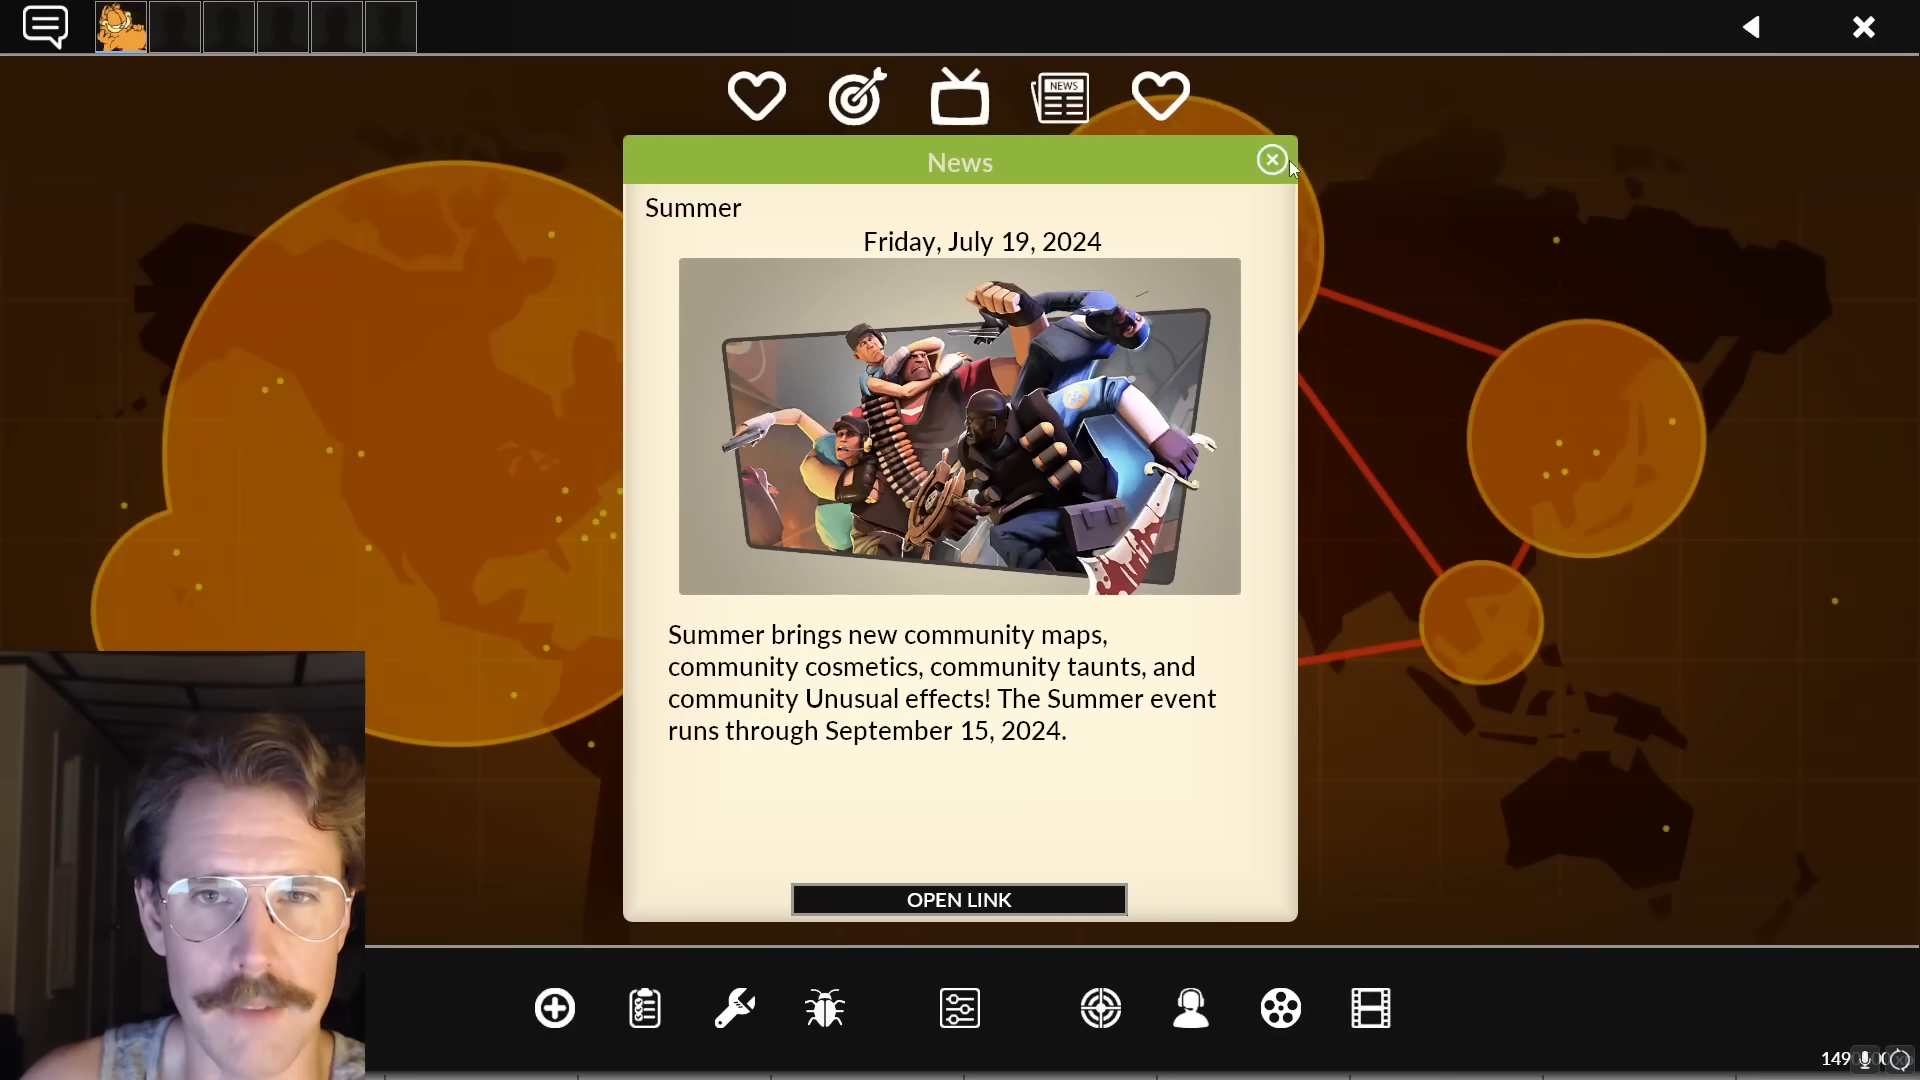 NEWS
News
Summer
Friday, July 19, 2024
Summer brings new community maps,
community cosmetics, community taunts, and
community Unusual effects! The Summer event
runs through September 15, 2024.
OPEN LINK
149